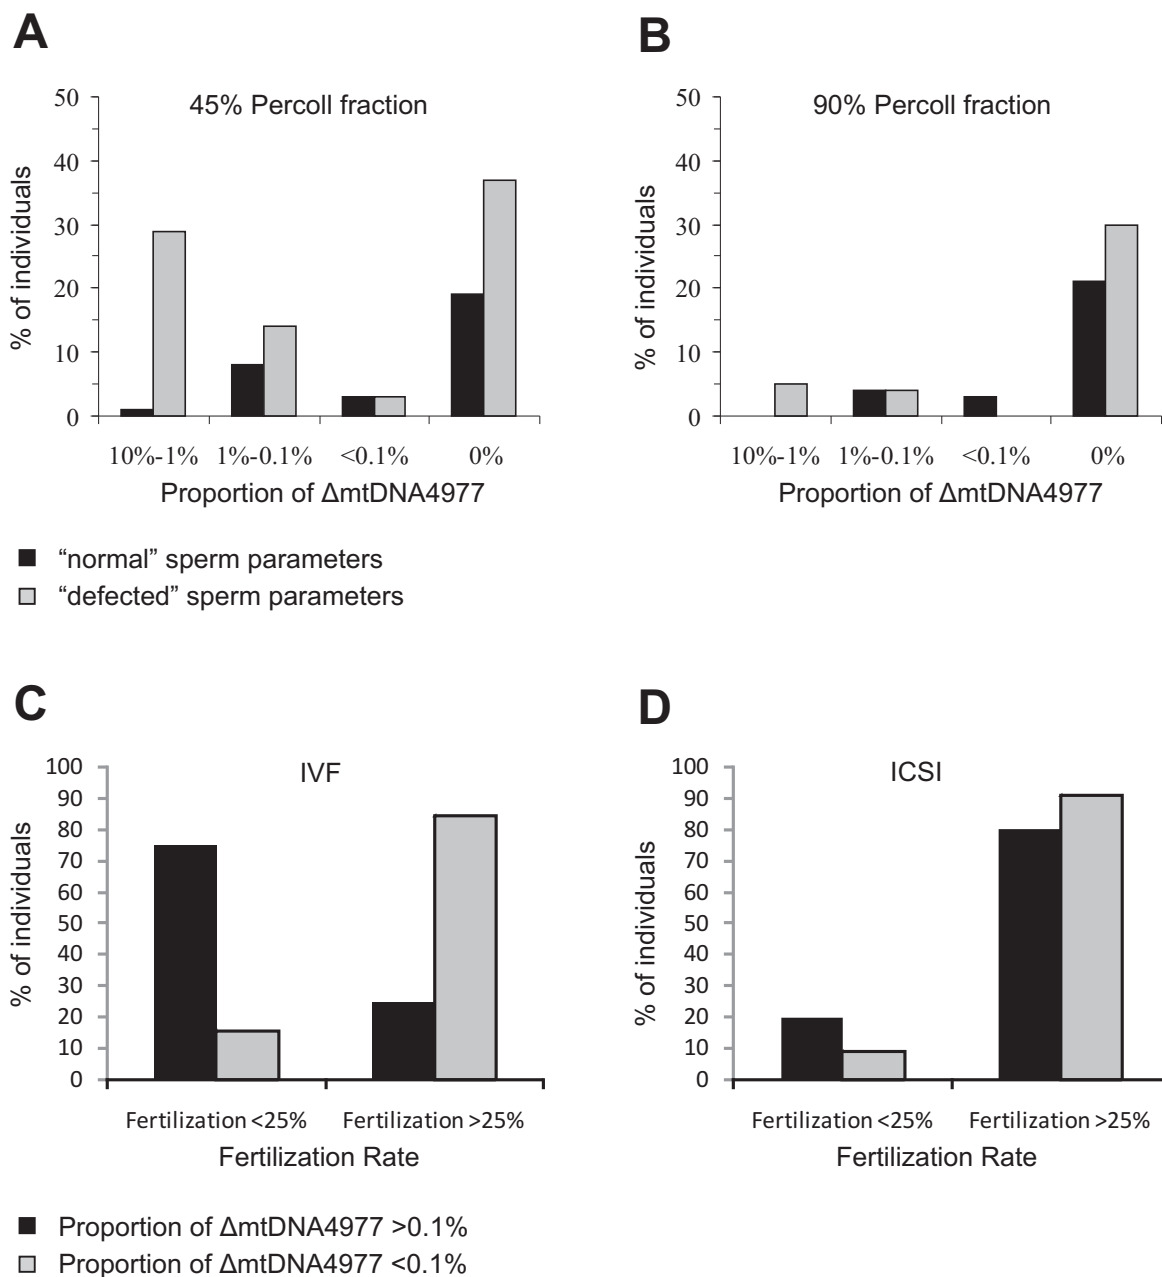 A
B
45% Percoll fraction
90% Percoll fraction
50
40
30
20
10
0
% of individuals
10%-1% 1%-0.1% <0.1% 0%
Proportion of ΔmtDNA4977
50
40
30
20
10
0
% of individuals
10%-1% 1%-0.1% <0.1% 0%
Proportion of ΔmtDNA4977
“normal” sperm parameters
“defected” sperm parameters
C
D
IVF
ICSI
100
90
80
70
60
50
40
30
20
10
0
% of individuals
Fertilization <25% Fertilization >25%
Fertilization Rate
100
90
80
70
60
50
40
30
20
10
0
% of individuals
Fertilization <25% Fertilization >25%
Fertilization Rate
Proportion of ΔmtDNA4977 >0.1%
Proportion of ΔmtDNA4977 <0.1%